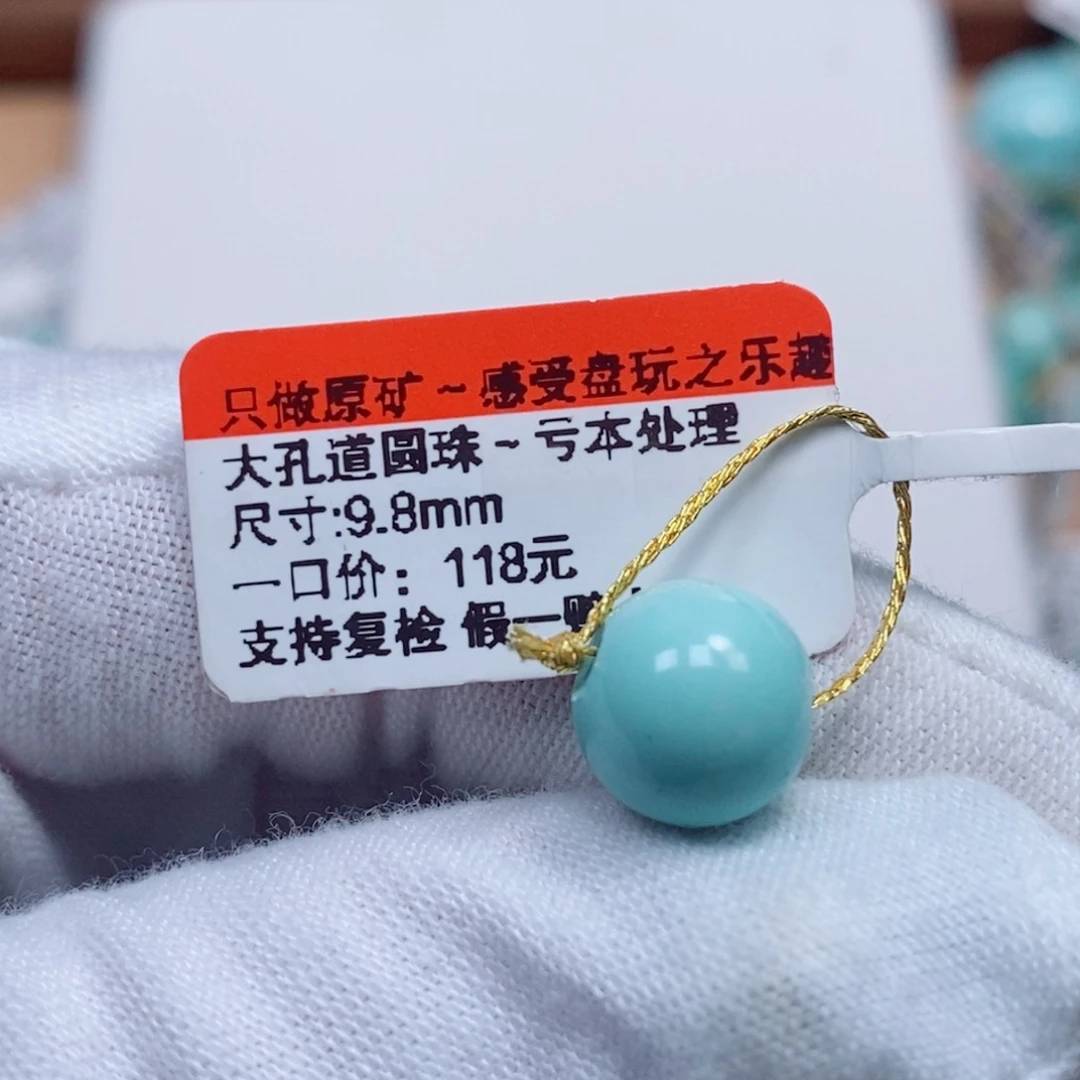 只做原矿~感受盘玩之乐趣
大孔道圆珠~亏本处理
尺寸:9.8mm
一口价：118元
支持复检 假一